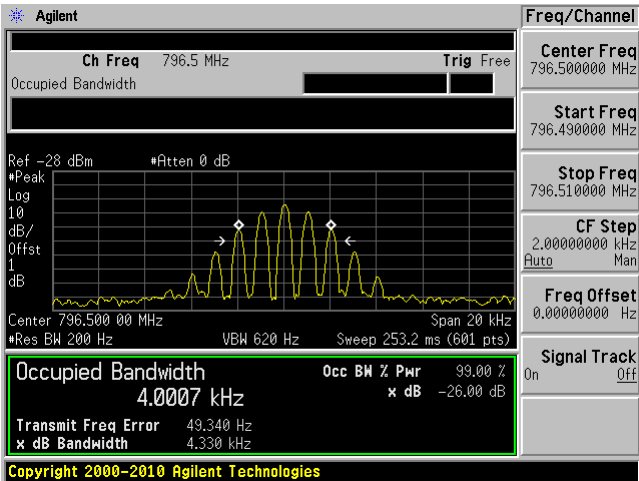 Agilent
Freq/Channel
Ch Freq 796.5 MHz Trig Free
Occupied Bandwidth
Center Freq
796.500000 MHz
Start Freq
796.490000 MHz
Stop Freq
796.510000 MHz
CF Step
2.00000000 kHz
Auto Man
Freq Offset
0.00000000 Hz
Signal Track
On Off
Ref -28 dBm #Atten 0 dB
#Peak
Log
10
dB/
Offst
1
dB
Center 796.500 00 MHz Span 20 kHz
#Res BW 200 Hz VBW 620 Hz Sweep 253.2 ms (601 pts)
Occupied Bandwidth Occ BW % Pwr 99.00 %
4.0007 kHz x dB -26.00 dB
Transmit Freq Error 49.340 Hz
x dB Bandwidth 4.330 kHz
Copyright 2000-2010 Agilent Technologies